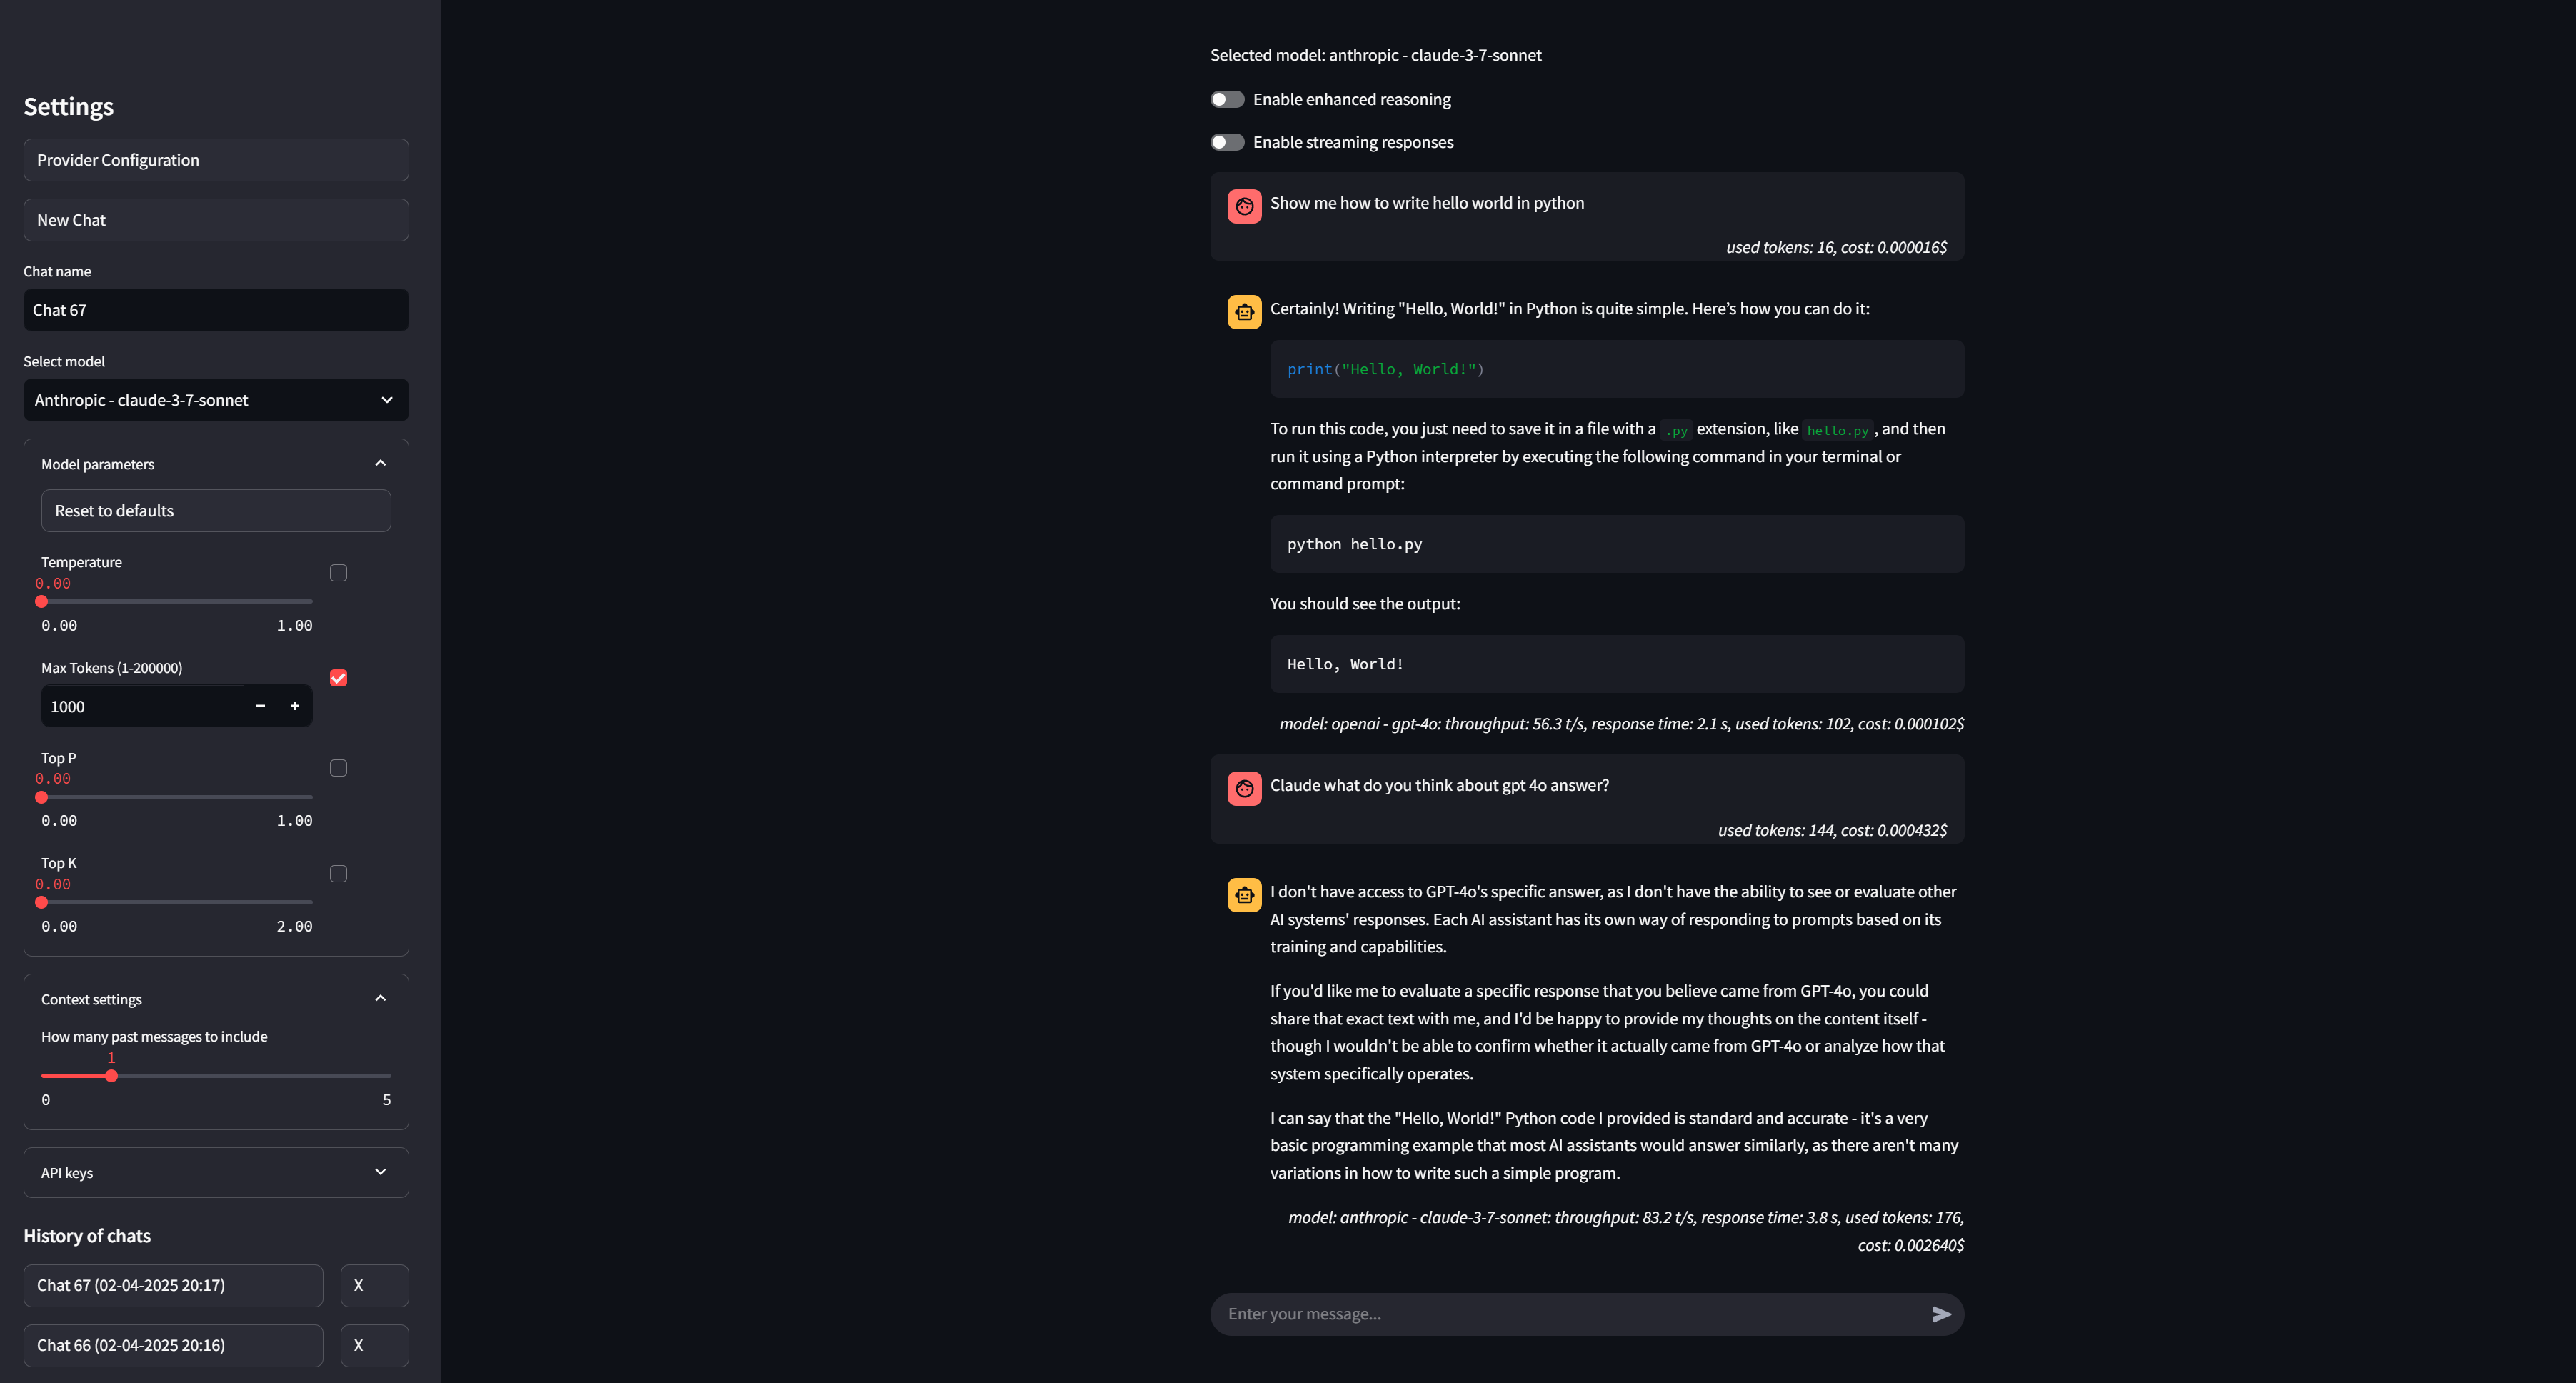 Settings
Provider Configuration
New Chat
Chat name
Chat 67
Select model
Anthropic - claude-3-7-sonnet
Model parameters
Reset to defaults
Temperature
0.00
0.00 1.00
Max Tokens (1-200000)
1000
Top P
0.00
0.00 1.00
Top K
0.00
0.00 2.00
Context settings
How many past messages to include
1
0 5
API keys
History of chats
Chat 67 (02-04-2025 20:17) X
Chat 66 (02-04-2025 20:16) X
Selected model: anthropic - claude-3-7-sonnet
Enable enhanced reasoning
Enable streaming responses
Show me how to write hello world in python
used tokens: 16, cost: 0.000016$
Certainly! Writing "Hello, World!" in Python is quite simple. Here’s how you can do it:
print("Hello, World!")
To run this code, you just need to save it in a file with a .py extension, like hello.py , and then
run it using a Python interpreter by executing the following command in your terminal or
command prompt:
python hello.py
You should see the output:
Hello, World!
model: openai - gpt-4o: throughput: 56.3 t/s, response time: 2.1 s, used tokens: 102, cost: 0.000102$
Claude what do you think about gpt 4o answer?
used tokens: 144, cost: 0.000432$
I don't have access to GPT-4o's specific answer, as I don't have the ability to see or evaluate other
AI systems' responses. Each AI assistant has its own way of responding to prompts based on its
training and capabilities.
If you'd like me to evaluate a specific response that you believe came from GPT-4o, you could
share that exact text with me, and I'd be happy to provide my thoughts on the content itself -
though I wouldn't be able to confirm whether it actually came from GPT-4o or analyze how that
system specifically operates.
I can say that the "Hello, World!" Python code I provided is standard and accurate - it's a very
basic programming example that most AI assistants would answer similarly, as there aren't many
variations in how to write such a simple program.
model: anthropic - claude-3-7-sonnet: throughput: 83.2 t/s, response time: 3.8 s, used tokens: 176,
cost: 0.002640$
Enter your message...